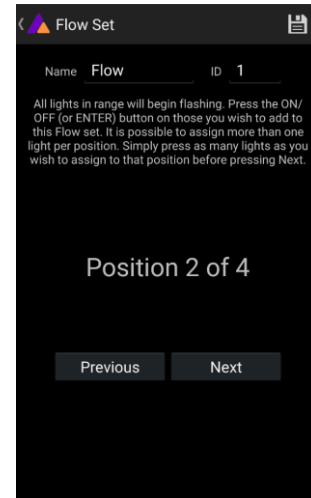 Flow Set
Name Flow ID 1
All lights in range will begin flashing. Press the ON/
OFF (or ENTER) button on those you wish to add to
this Flow set. It is possible to assign more than one
light per position. Simply press as many lights as you
wish to assign to that position before pressing Next.
Position 2 of 4
Previous Next